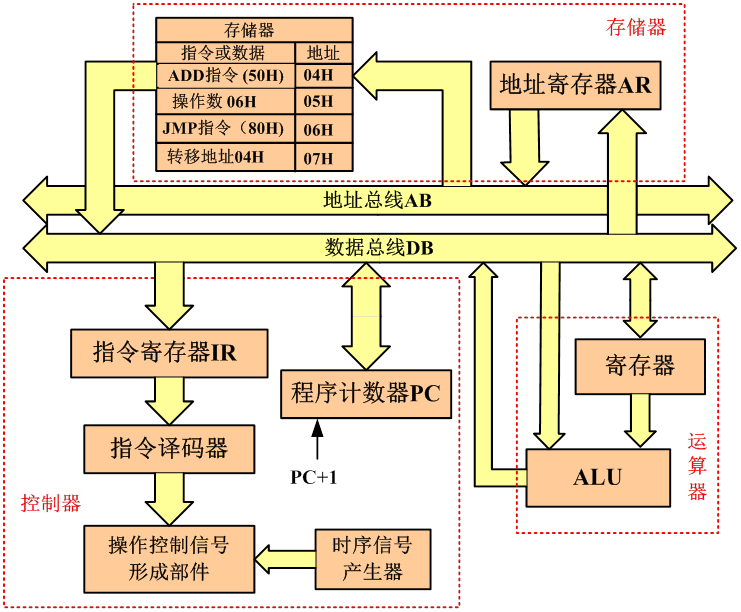 存储器
存储器
指令或数据 地址
ADD指令 (50H) 04H
操作数 06H 05H
JMP指令（80H) 06H
转移地址04H 07H
地址寄存器AR
地址总线AB
数据总线DB
指令寄存器IR
程序计数器PC
PC+1
指令译码器
控制器
操作控制信号
形成部件
时序信号
产生器
寄存器
ALU
运
算
器